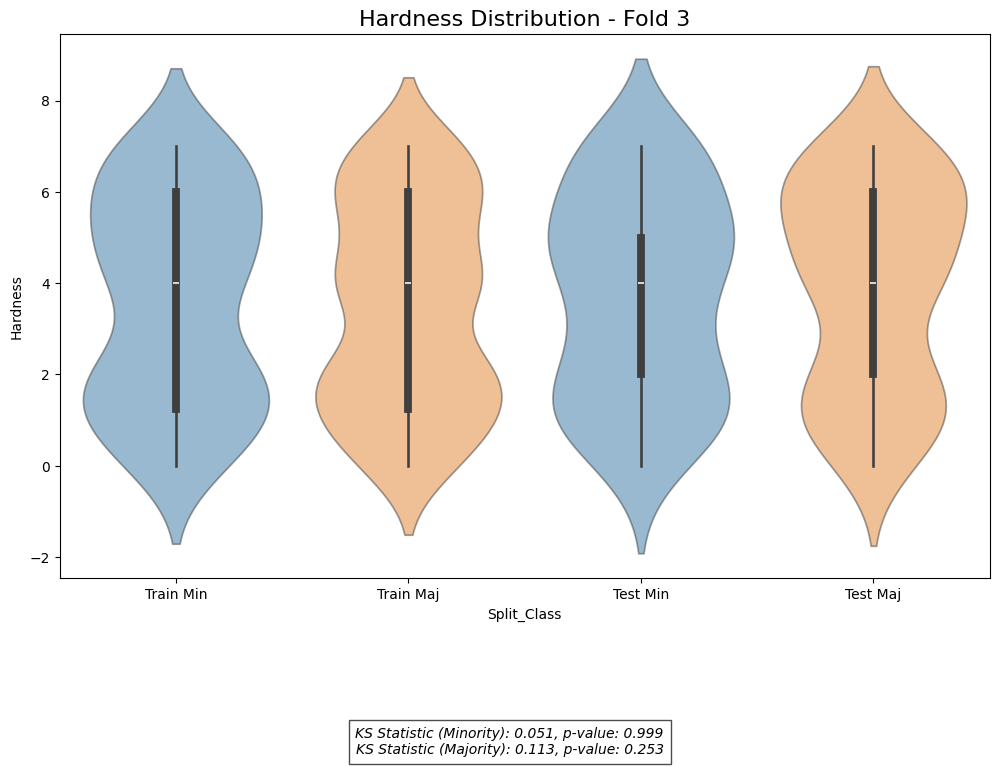 Hardness Distribution - Fold 3
Hardness
8
6
4
2
0
−2
Train Min
Train Maj
Test Min
Test Maj
Split_Class
KS Statistic (Minority): 0.051, p-value: 0.999
KS Statistic (Majority): 0.113, p-value: 0.253